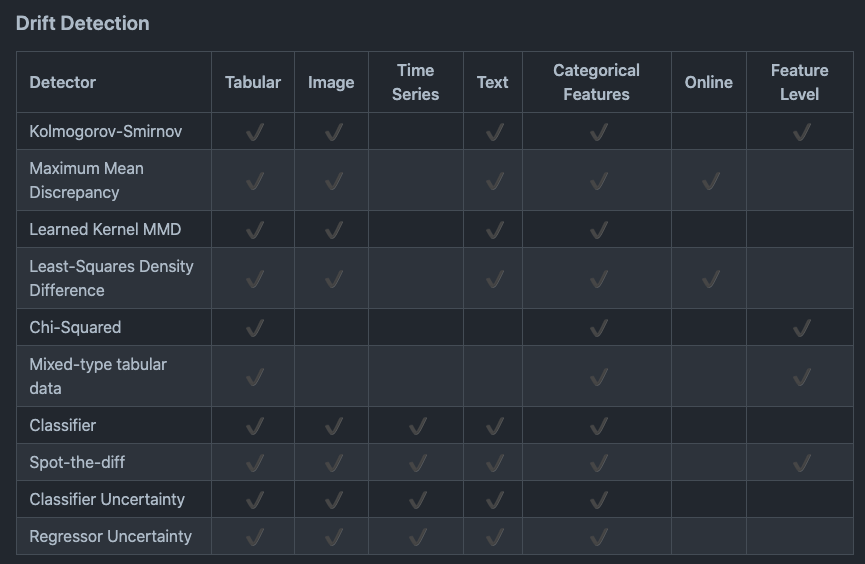 Drift Detection
Detector Tabular Image Time Series Text Categorical Features Online Feature Level
Kolmogorov-Smirnov ✔ ✔ ✔ ✔ ✔
Maximum Mean
Discrepancy ✔ ✔ ✔ ✔ ✔
Learned Kernel MMD ✔ ✔ ✔ ✔
Least-Squares Density
Difference ✔ ✔ ✔ ✔ ✔
Chi-Squared ✔ ✔ ✔
Mixed-type tabular
data ✔ ✔ ✔
Classifier ✔ ✔ ✔ ✔ ✔
Spot-the-diff ✔ ✔ ✔ ✔ ✔ ✔
Classifier Uncertainty ✔ ✔ ✔ ✔ ✔
Regressor Uncertainty ✔ ✔ ✔ ✔ ✔